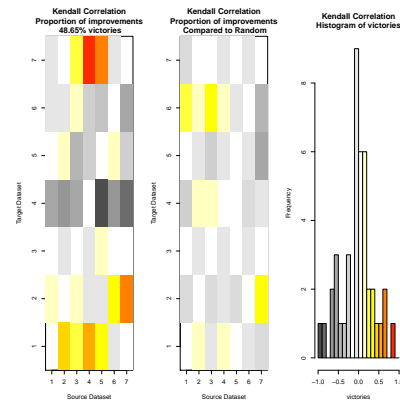 Kendall Correlation
Proportion of improvements
48.65% victories
7
6
5
4
3
2
1
Target Dataset
1 2 3 4 5 6 7
Source Dataset
Kendall Correlation
Proportion of improvements
Compared to Random
7
6
5
4
3
2
1
Target Dataset
1 2 3 4 5 6 7
Source Dataset
Kendall Correlation
Histogram of victories
8
6
4
2
0
Frequency
−1.0 −0.5 0.0 0.5 1.0
victories